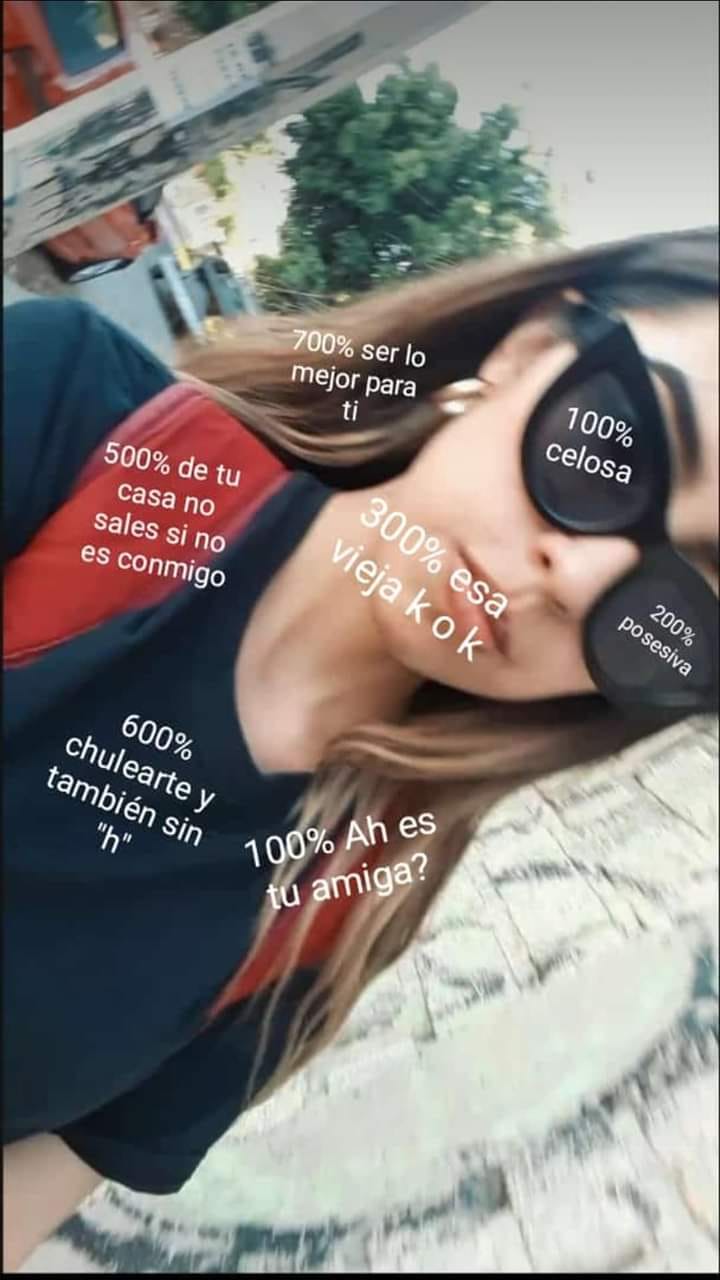 700% ser lo
mejor para
ti
100%
celosa
500% de tu
casa no
sales si no
es conmigo
300% esa
vieja k o k
200%
posesiva
600%
chulearte y
también sin
"h"
100% Ah es
tu amiga?